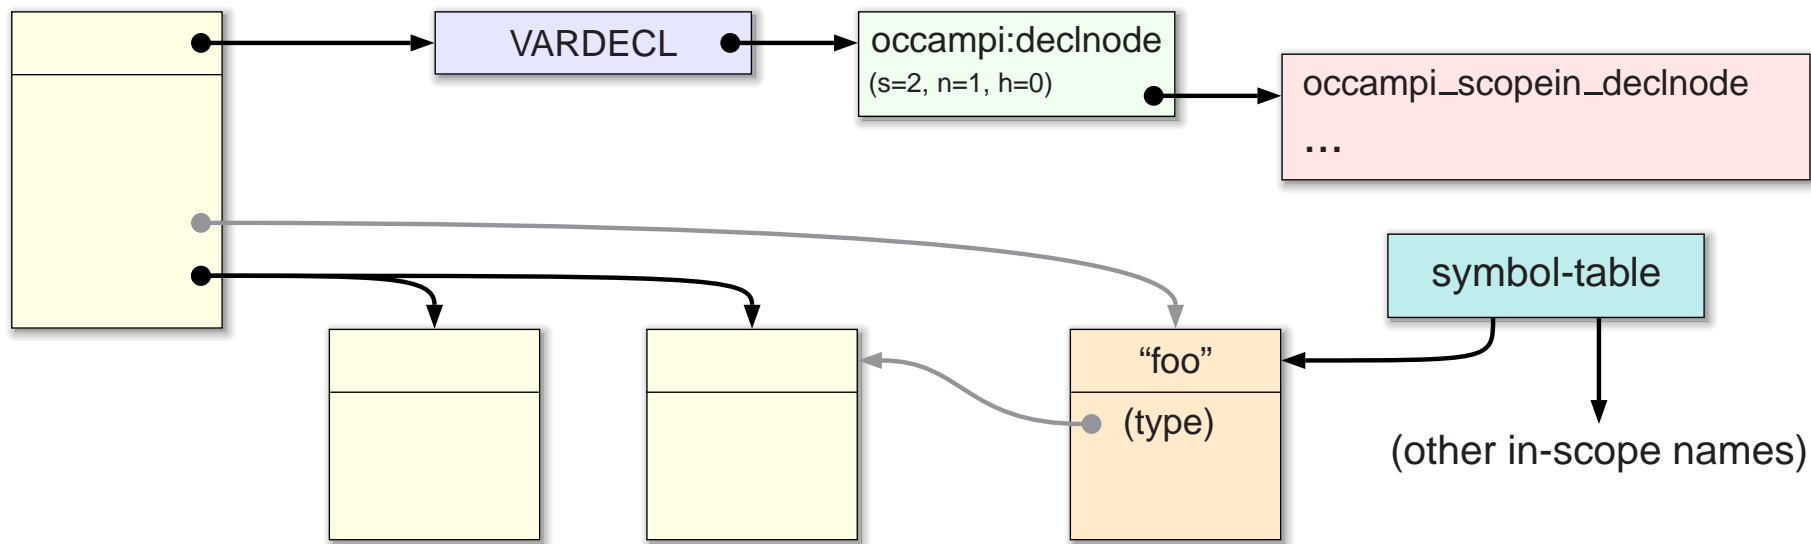 VARDECL
occampi:declnode
(s=2, n=1, h=0)
occampi_scopein_declnode
...
symbol-table
“foo”
(type)
(other in-scope names)